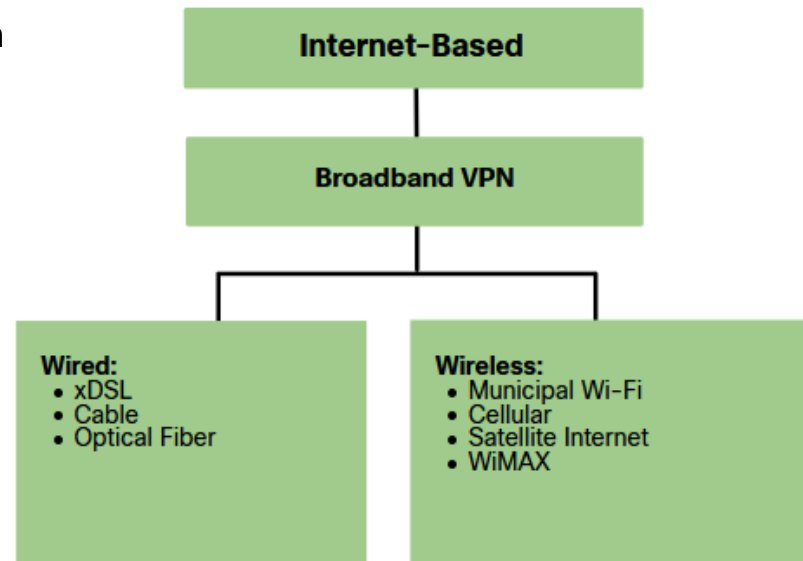 Internet-Based
Broadband VPN
Wired:
• xDSL
• Cable
• Optical Fiber
Wireless:
• Municipal Wi-Fi
• Cellular
• Satellite Internet
• WiMAX